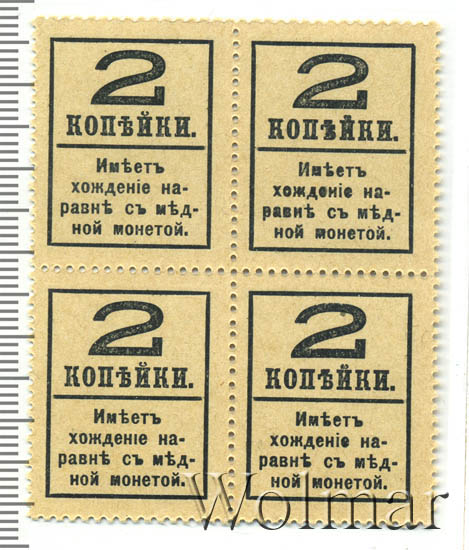 2
КОПѢЙКИ.
Имѣетъ
хожденіе на-
равнѣ съ мѣд-
ной монетой.
2
КОПѢЙКИ.
Имѣетъ
хожденіе на-
равнѣ съ мѣд-
ной монетой.
2
КОПѢЙКИ.
Имѣетъ
хожденіе на-
равнѣ съ мѣд-
ной монетой.
2
КОПѢЙКИ.
Имѣетъ
хожденіе на-
равнѣ съ мѣд-
ной монетой.
Wolmar